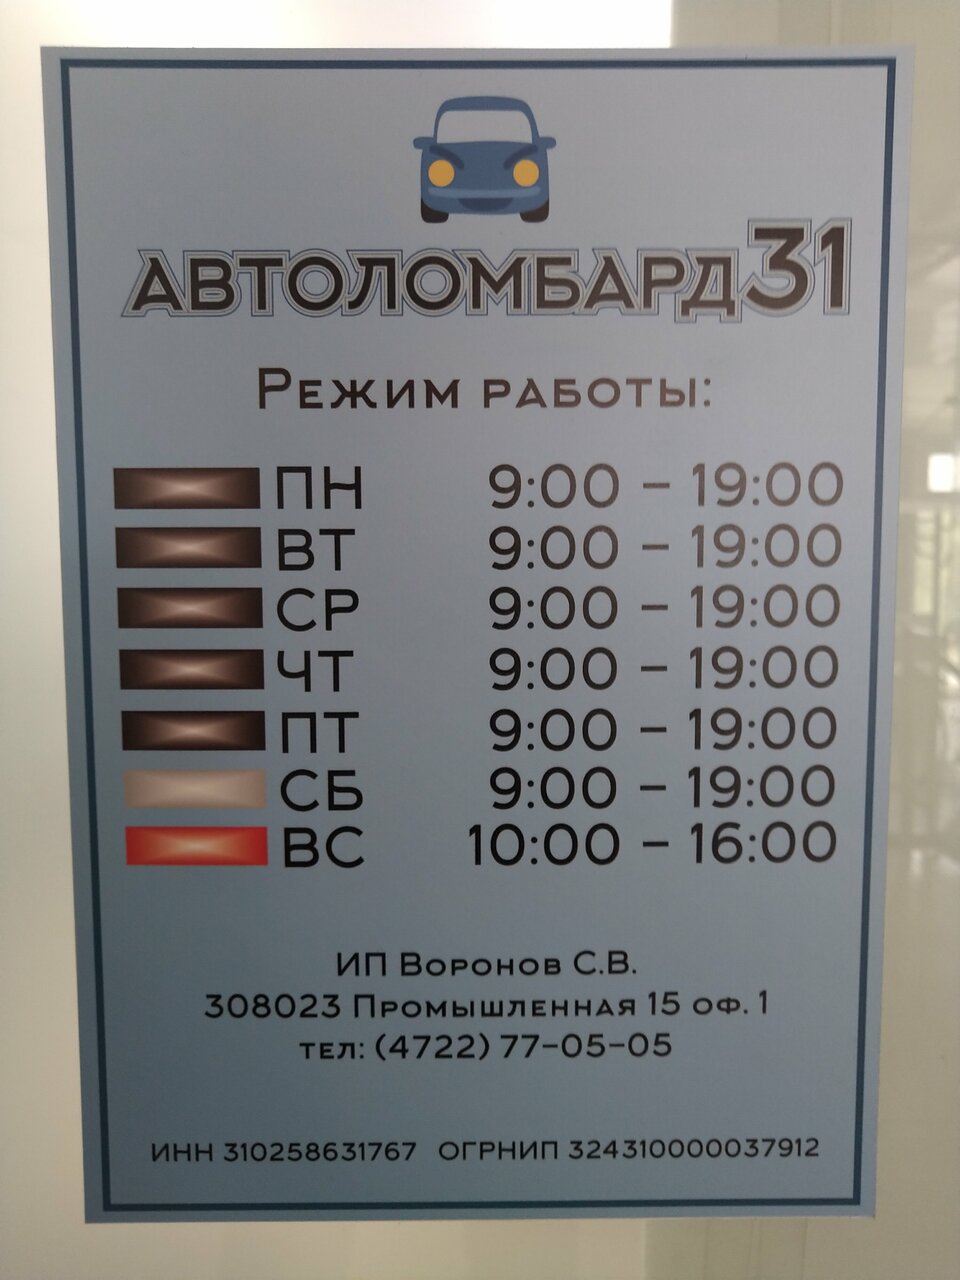 АВТОЛОМБАРД31
Режим работы:
ПН 9:00 – 19:00
ВТ 9:00 – 19:00
СР 9:00 – 19:00
ЧТ 9:00 – 19:00
ПТ 9:00 – 19:00
СБ 9:00 – 19:00
ВС 10:00 – 16:00
ИП Воронов С.В.
308023 Промышленная 15 оф. 1
тел: (4722) 77-05-05
ИНН 310258631767 ОГРНИП 324310000037912